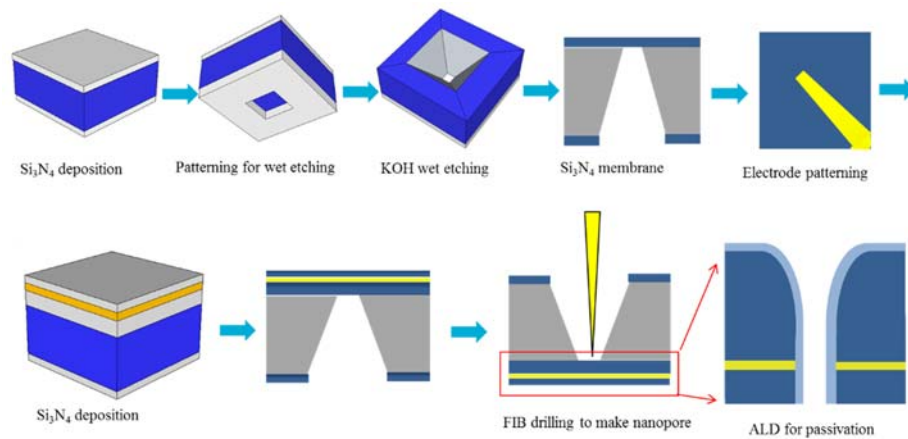 Si₃N₄ deposition
Patterning for wet etching
KOH wet etching
Si₃N₄ membrane
Electrode patterning
Si₃N₄ deposition
FIB drilling to make nanopore
ALD for passivation